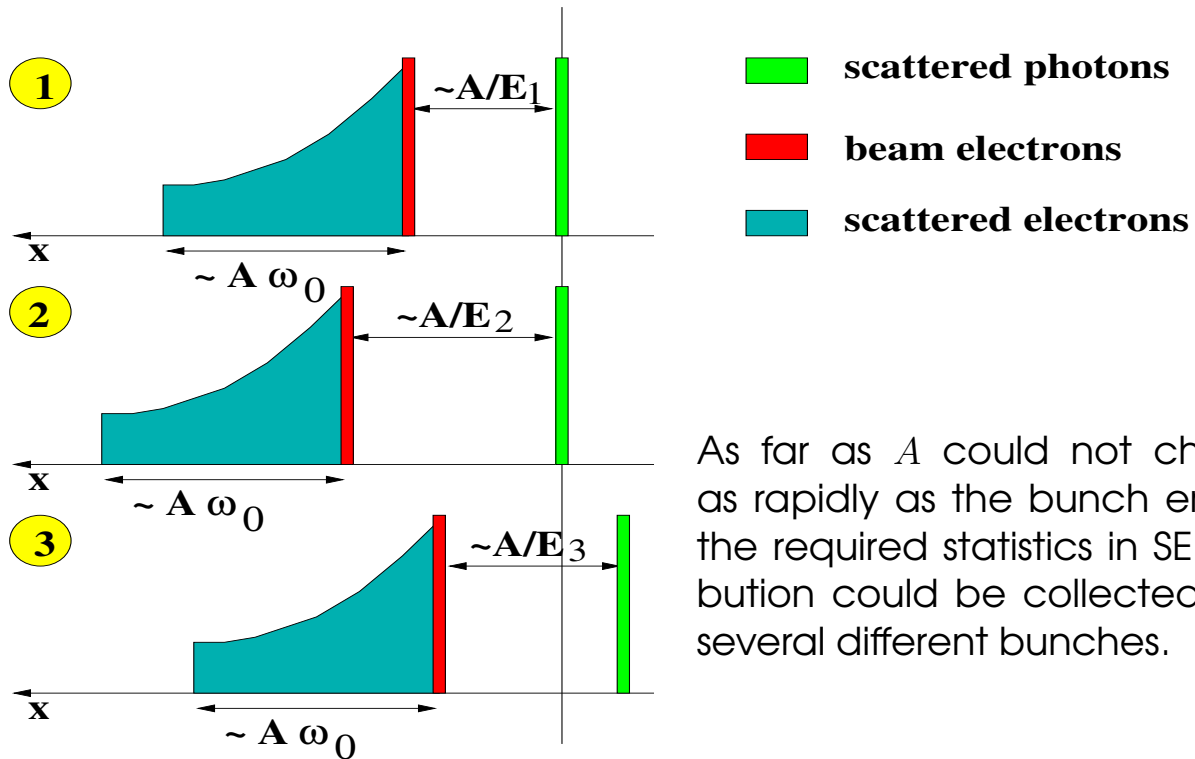 1
~A/E1
x
~ A ω0
2
~A/E2
x
~ A ω0
3
~A/E3
x
~ A ω0
scattered photons
beam electrons
scattered electrons
As far as A could not ch
as rapidly as the bunch er
the required statistics in SE
bution could be collected
several different bunches.